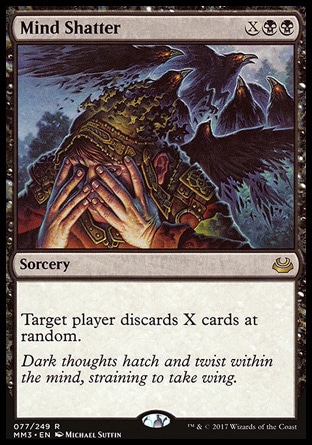 Mind Shatter X
Sorcery
Target player discards X cards at
random.
Dark thoughts hatch and twist within
the mind, straining to take wing.
077/249 R
MM3 • EN Michael Sutfin
™ & © 2017 Wizards of the Coast